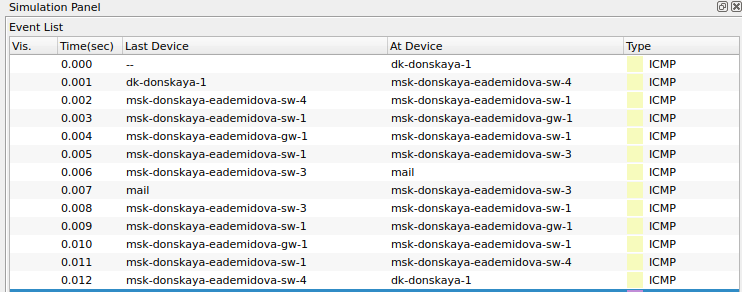 Simulation Panel
Event List
Vis. Time(sec) Last Device At Device Type
0.000 -- dk-donskaya-1 ICMP
0.001 dk-donskaya-1 msk-donskaya-eademidova-sw-4 ICMP
0.002 msk-donskaya-eademidova-sw-4 msk-donskaya-eademidova-sw-1 ICMP
0.003 msk-donskaya-eademidova-sw-1 msk-donskaya-eademidova-gw-1 ICMP
0.004 msk-donskaya-eademidova-gw-1 msk-donskaya-eademidova-sw-1 ICMP
0.005 msk-donskaya-eademidova-sw-1 msk-donskaya-eademidova-sw-3 ICMP
0.006 msk-donskaya-eademidova-sw-3 mail ICMP
0.007 mail msk-donskaya-eademidova-sw-3 ICMP
0.008 msk-donskaya-eademidova-sw-3 msk-donskaya-eademidova-sw-1 ICMP
0.009 msk-donskaya-eademidova-sw-1 msk-donskaya-eademidova-gw-1 ICMP
0.010 msk-donskaya-eademidova-gw-1 msk-donskaya-eademidova-sw-1 ICMP
0.011 msk-donskaya-eademidova-sw-1 msk-donskaya-eademidova-sw-4 ICMP
0.012 msk-donskaya-eademidova-sw-4 dk-donskaya-1 ICMP